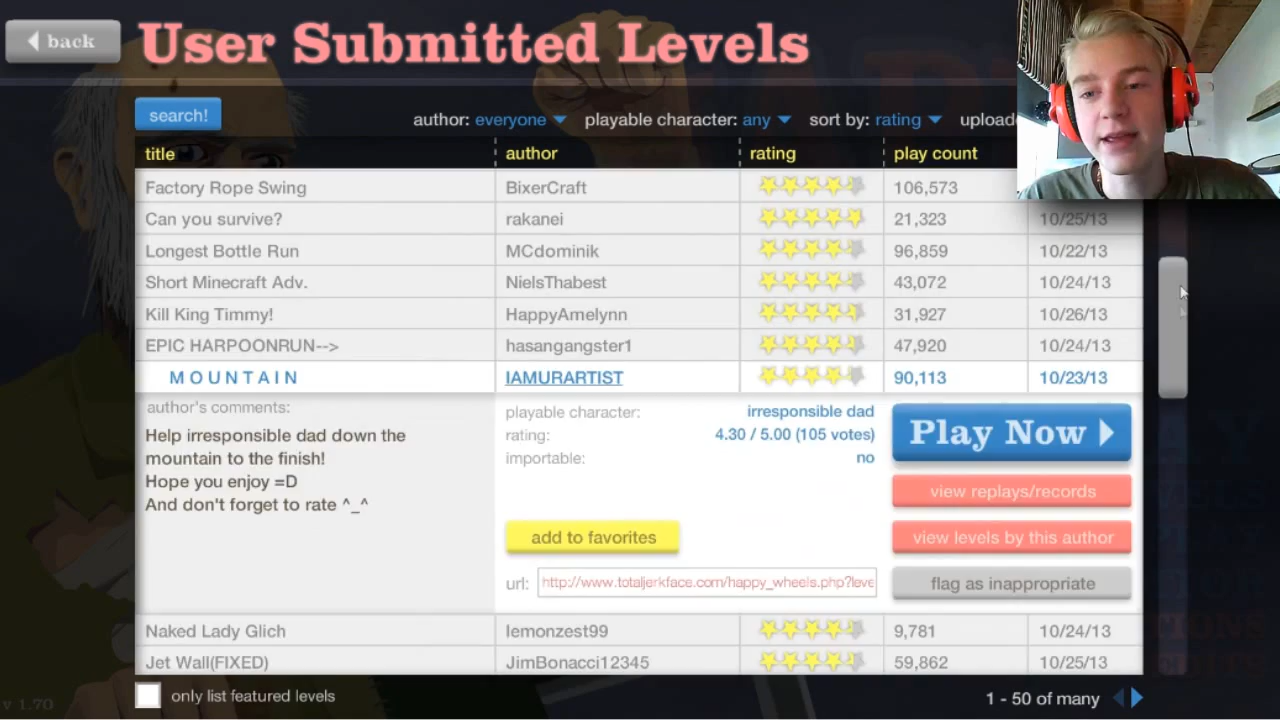 back
User Submitted Levels
search!
author: everyone playable character: any sort by: rating
title author rating play count
Factory Rope Swing BixerCraft 106,573
Can you survive? rakanei 21,323 10/25/13
Longest Bottle Run MCdominik 96,859 10/22/13
Short Minecraft Adv. NielsThabest 43,072 10/24/13
Kill King Timmy! HappyAmelynn 31,927 10/26/13
EPIC HARPOONRUN--> hasangangster1 47,920 10/24/13
M O U N T A I N IAMURARTIST 90,113 10/23/13
author's comments:
Help irresponsible dad down the
mountain to the finish!
Hope you enjoy =D
And don't forget to rate ^_^
playable character: irresponsible dad
rating: 4.30 / 5.00 (105 votes)
importable: no
add to favorites
url: http://www.totaljerkface.com/happy_wheels.php?leve
Play Now
view replays/records
view levels by this author
flag as inappropriate
Naked Lady Glich lemonzest99 9,781 10/24/13
Jet Wall(FIXED) JimBonacci12345 59,862 10/25/13
only list featured levels
1 - 50 of many
v 1.70